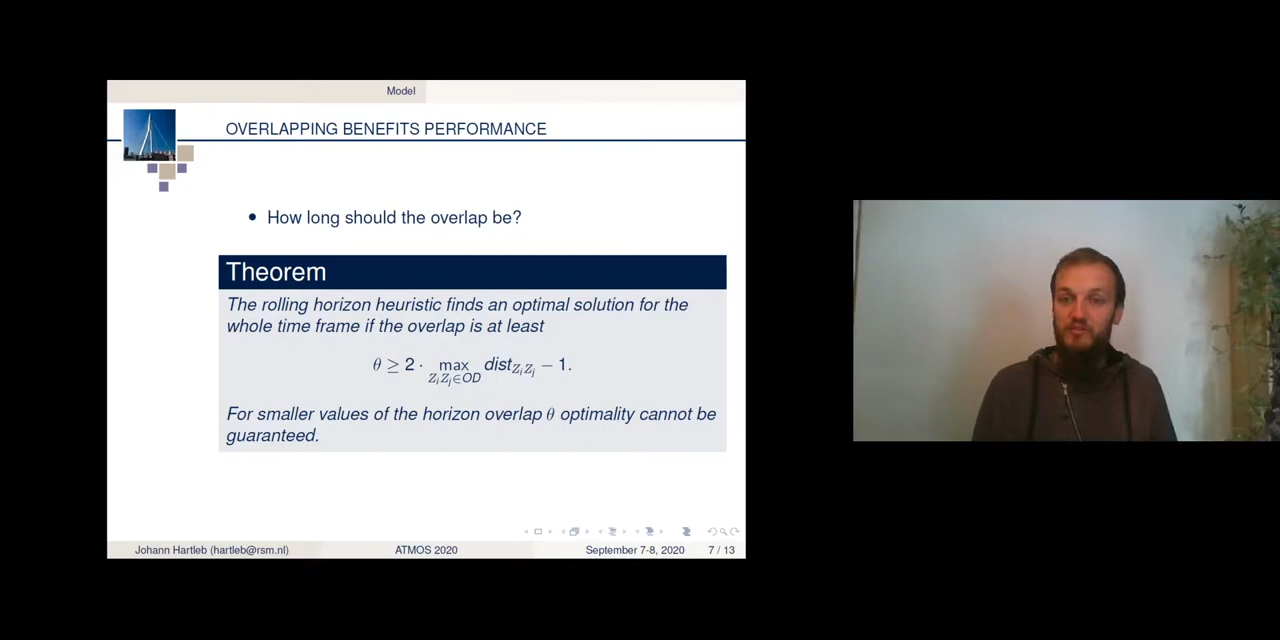 Model
OVERLAPPING BENEFITS PERFORMANCE
• How long should the overlap be?
Theorem
The rolling horizon heuristic finds an optimal solution for the
whole time frame if the overlap is at least
θ ≥ 2 · max dist_{Z_i Z_j} − 1.
Z_i Z_j ∈ OD
For smaller values of the horizon overlap θ optimality cannot be
guaranteed.
Johann Hartleb (hartleb@rsm.nl) ATMOS 2020 September 7-8, 2020 7 / 13